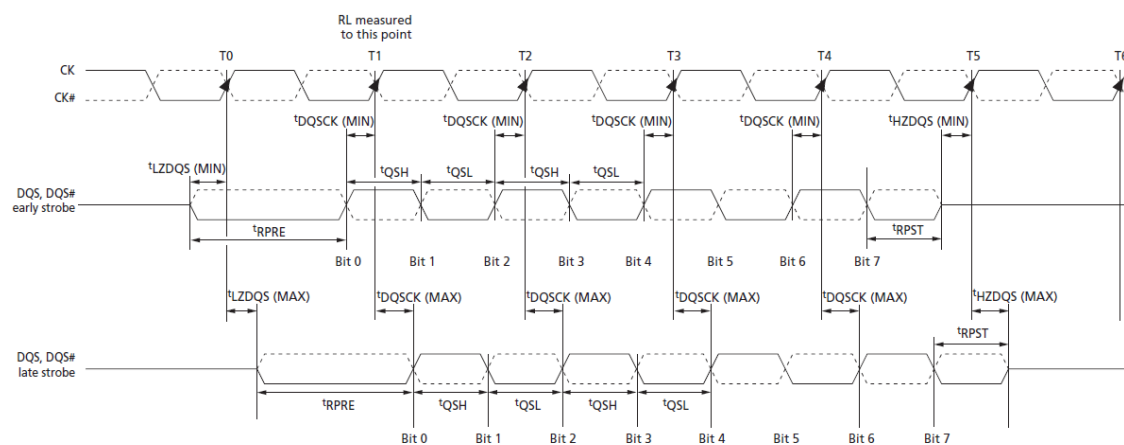 RL measured
to this point
T0 T1 T2 T3 T4 T5 T6
CK
CK#
tDQSCK (MIN) tDQSCK (MIN) tDQSCK (MIN) tDQSCK (MIN) tHZDQS (MIN)
tLZDQS (MIN)
tQSH tQSL tQSH tQSL
DQS, DQS#
early strobe
tRPRE tRPST
Bit 0 Bit 1 Bit 2 Bit 3 Bit 4 Bit 5 Bit 6 Bit 7
tLZDQS (MAX) tDQSCK (MAX) tDQSCK (MAX) tDQSCK (MAX) tDQSCK (MAX) tHZDQS (MAX)
tRPST
DQS, DQS#
late strobe
tRPRE tQSH tQSL tQSH tQSL
Bit 0 Bit 1 Bit 2 Bit 3 Bit 4 Bit 5 Bit 6 Bit 7